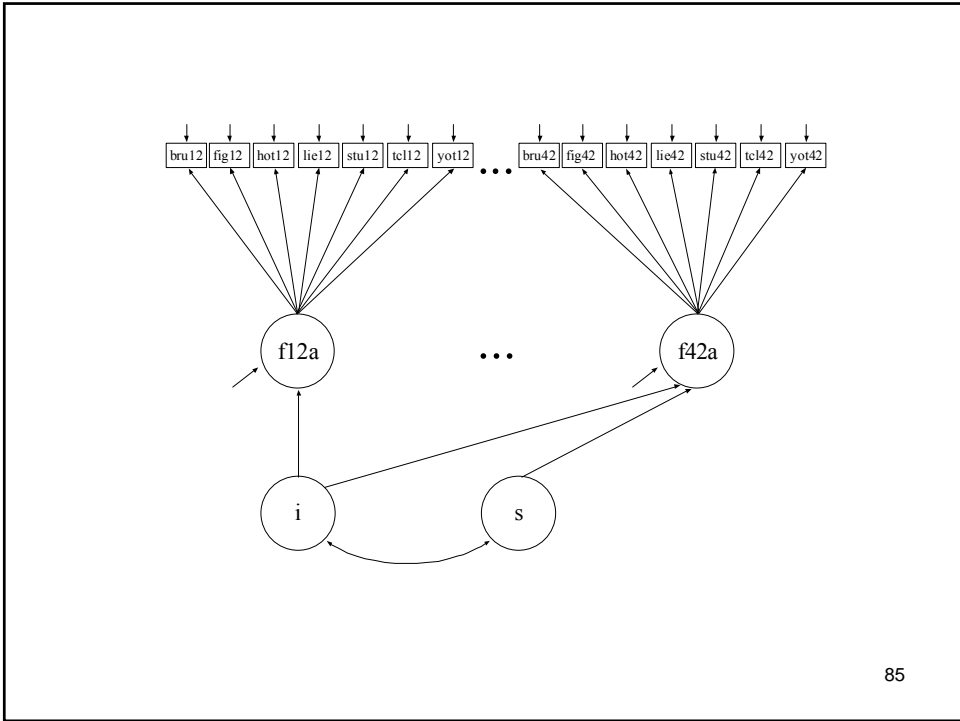 bru12 fig12 hot12 lie12 stu12 tcl12 yot12 ... bru42 fig42 hot42 lie42 stu42 tcl42 yot42
f12a ... f42a
i s
85